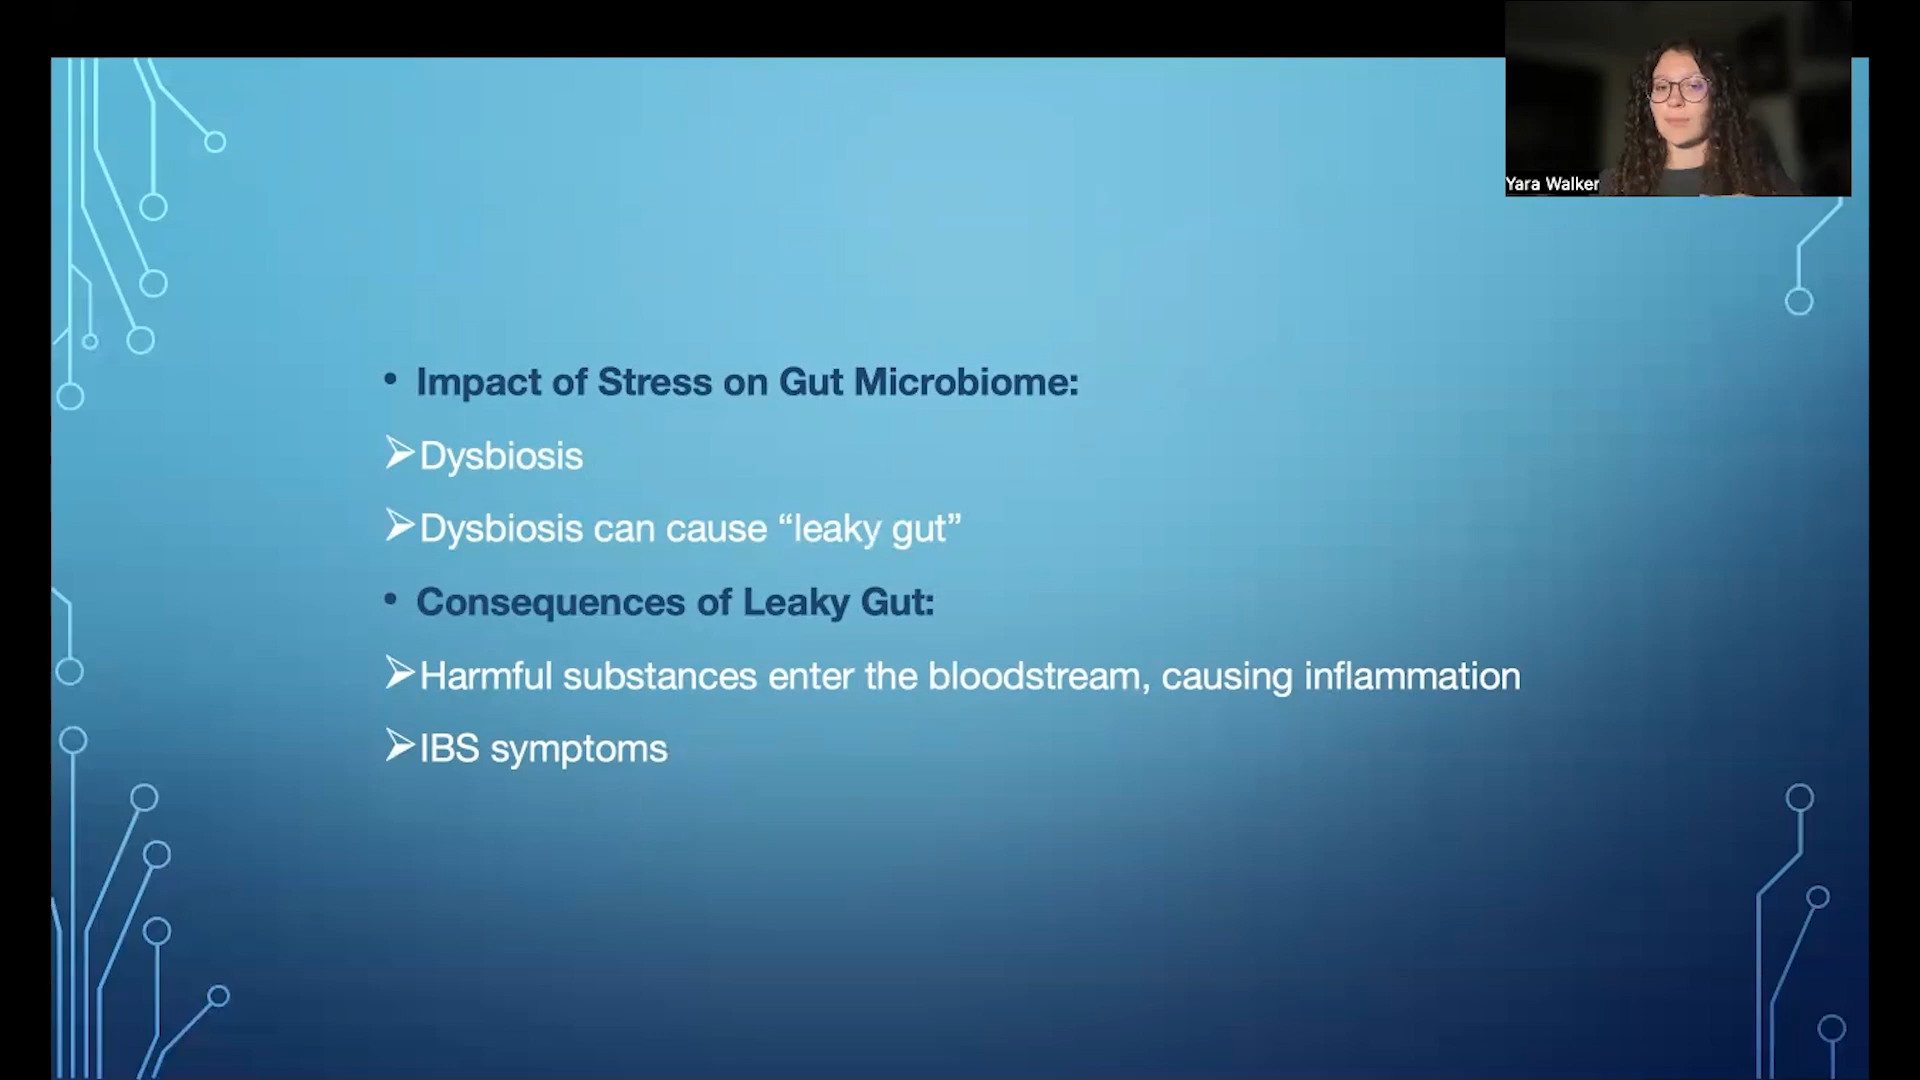 Yara Walker
• Impact of Stress on Gut Microbiome:
➢Dysbiosis
➢Dysbiosis can cause “leaky gut”
• Consequences of Leaky Gut:
➢Harmful substances enter the bloodstream, causing inflammation
➢IBS symptoms